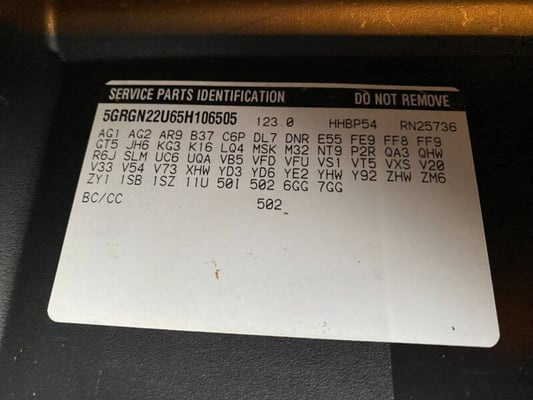 SERVICE PARTS IDENTIFICATION DO NOT REMOVE
5GRGN22U65H106505 123.0 HHBP54 RN25736
AG1 AG2 AR9 B37 C6P DL7 DNR E55 FE9 FF8 FF9
GT5 JH6 KG3 K16 LQ4 MSK M32 NT9 P2R QA3 QHW
R6J SLM UC6 UQA VB5 VFD VFU VS1 VT5 VXS V20
V33 V54 V73 XHW YD3 YD6 YE2 YHW Y92 ZHW ZM6
ZY1 1SB 1SZ 11U 50I 502 6GG 7GG
BC/CC 502